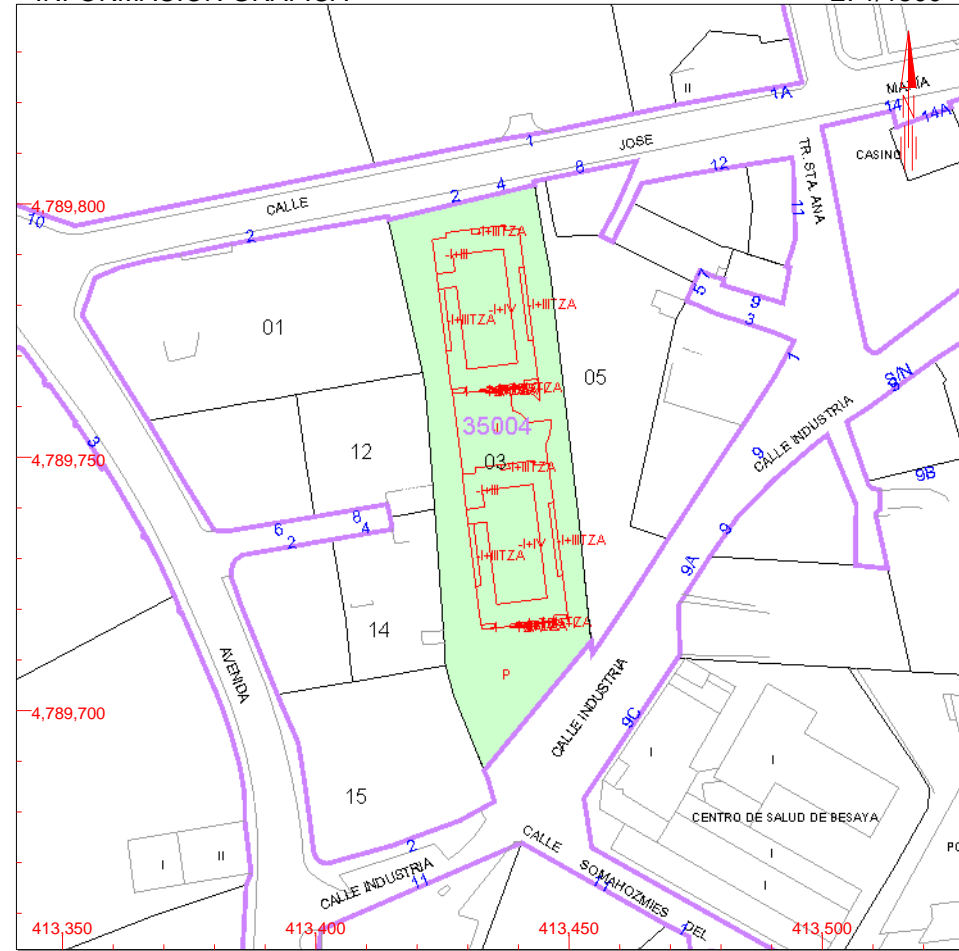 II
1A
MARÍA
14
14A
1
JOSE
TR. STA. ANA
CASINO
8
12
4
2
CALLE
4,789,800
10
2
11
-I+IIITZA
-I+III
5 7
9
3
-I+IV
-I+IIITZA
-I+IIITZA
01
1
05
S/N
CALLE INDUSTRIA
35004
I
12
03
4,789,750
3
9
9B
-I+IIITZA
-I+III
8
6
4
2
9
-I+IV
-I+IIITZA
-I+IIITZA
9A
14
AVENIDA
P
CALLE INDUSTRIA
4,789,700
9C
I
I
15
CENTRO DE SALUD DE BESAYA
2
CALLE
I
I
II
CALLE INDUSTRIA
11
SOMAHOZMIES
11
I
DEL
413,350
413,400
413,450
413,500